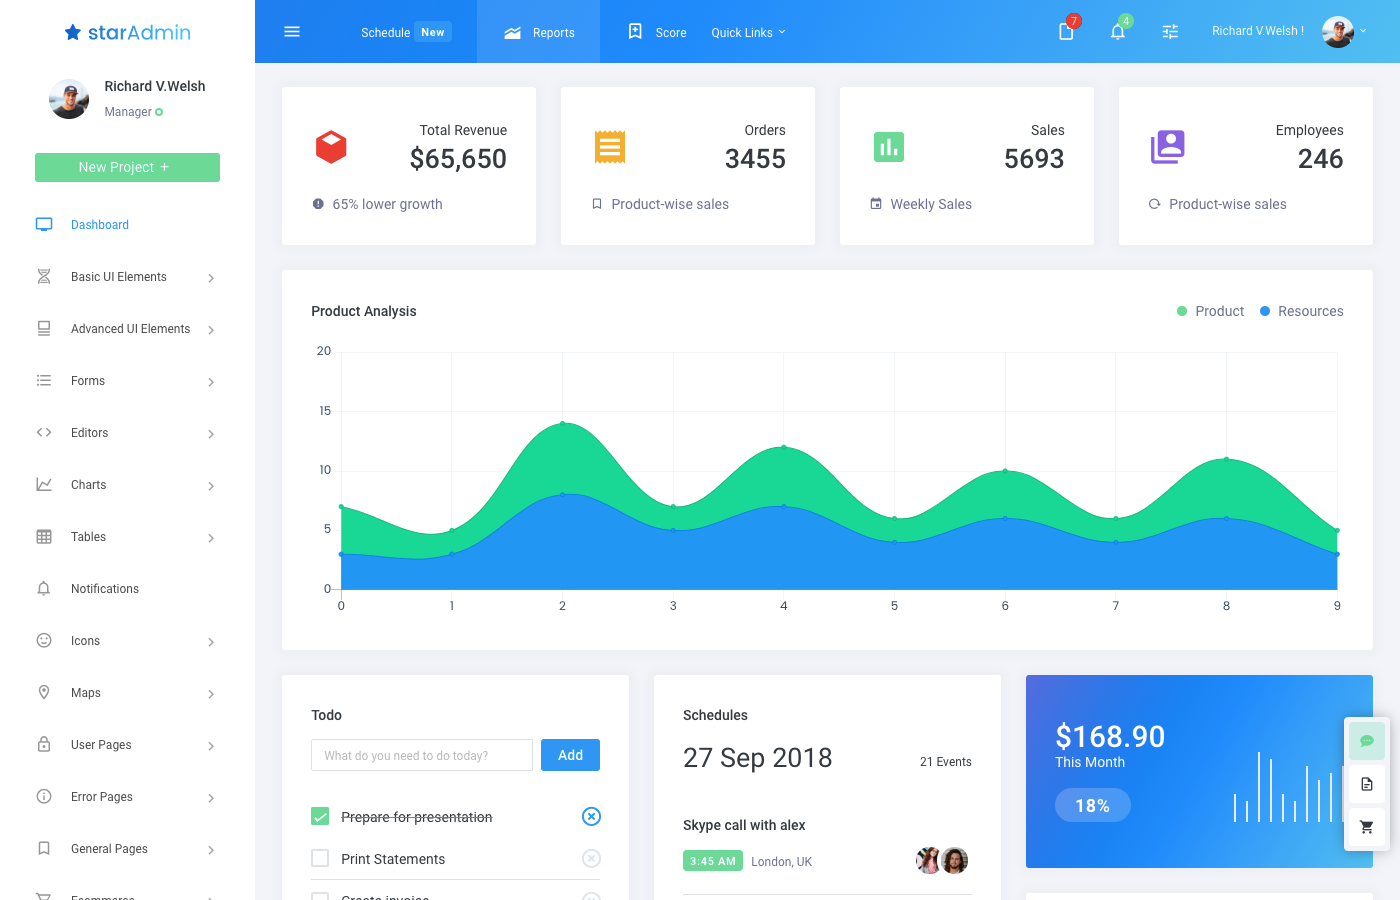 starAdmin
Richard V.Welsh
Manager
New Project +
Dashboard
Basic UI Elements
Advanced UI Elements
Forms
Editors
Charts
Tables
Notifications
Icons
Maps
User Pages
Error Pages
General Pages
Ecommerce
Schedule New
Reports
Score
Quick Links
7
4
Richard V.Welsh !
Total Revenue
$65,650
65% lower growth
Orders
3455
Product-wise sales
Sales
5693
Weekly Sales
Employees
246
Product-wise sales
Product Analysis
Product
Resources
20
15
10
5
0
0 1 2 3 4 5 6 7 8 9
Todo
What do you need to do today?
Add
Prepare for presentation
Print Statements
Create invoice
Schedules
27 Sep 2018
21 Events
Skype call with alex
3:45 AM London, UK
$168.90
This Month
18%